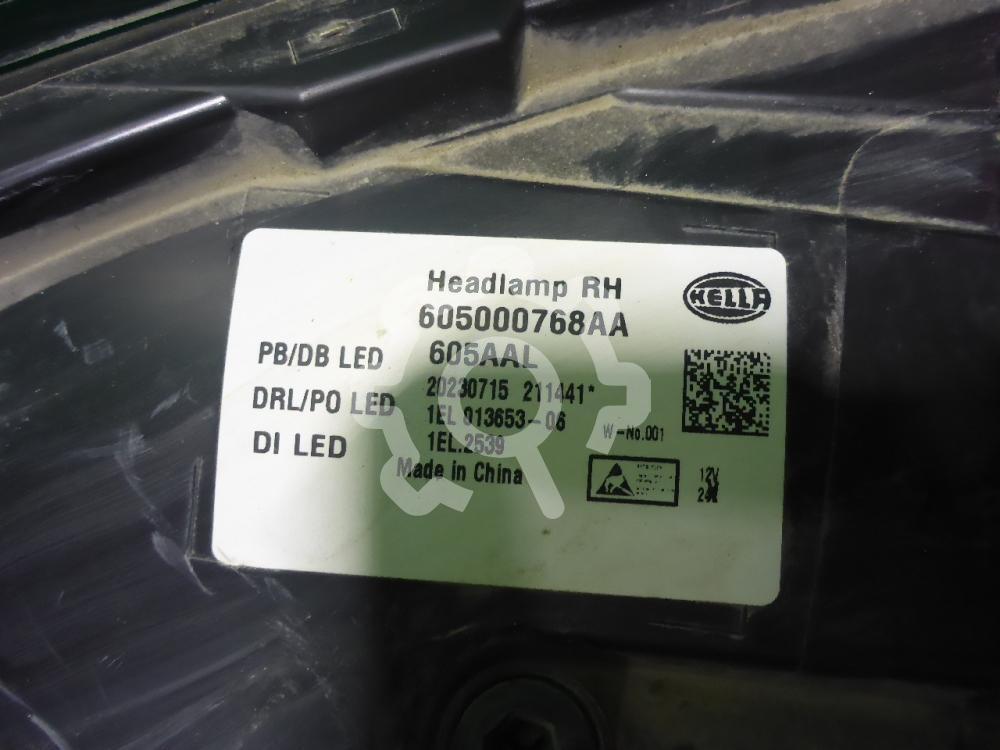 Headlamp RH
HELLA
605000768AA
PB/DB LED 605AAL
DRL/PO LED 20230715 211441*
1EL 013653-06
W-No.001
DI LED 1EL.2539
Made in China
12V